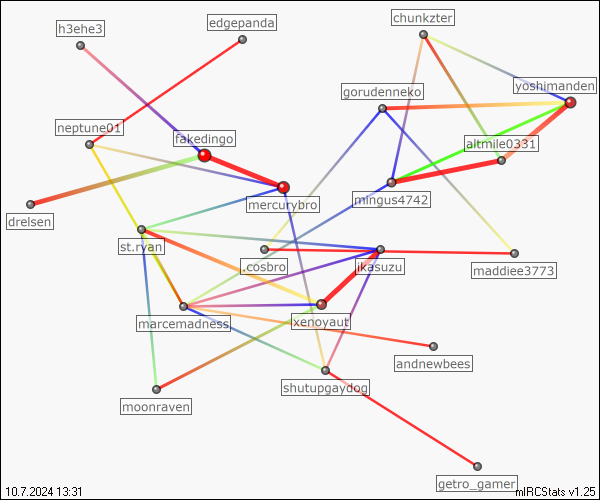 chunkzter
edgepanda
h3ehe3
yoshimanden
gorudenneko
neptune01
fakedingo
altmile0331
mingus4742
mercurybro
drelsen
st.ryan
.cosbro
jkasuzu
maddiee3773
marcemadness
xenoyaut
andnewbees
shutupgaydog
moonraven
getro_gamer
10.7.2024 13:31
mIRCStats v1.25